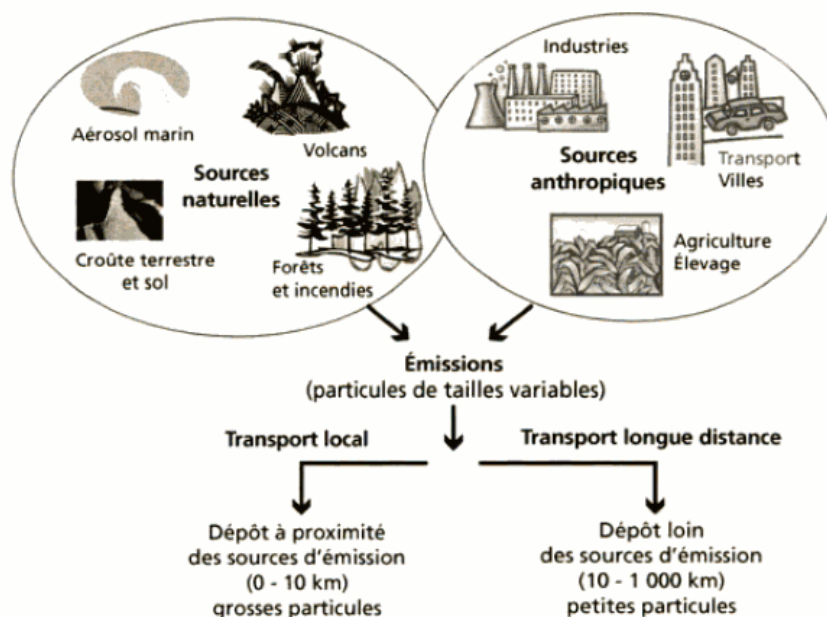 Industries
Aérosol marin
Volcans
Sources
naturelles
Sources
anthropiques
Transport
Villes
Croûte terrestre
et sol
Forêts
et incendies
Agriculture
Élevage
Émissions
(particules de tailles variables)
Transport local
Transport longue distance
Dépôt à proximité
des sources d'émission
(0 - 10 km)
grosses particules
Dépôt loin
des sources d'émission
(10 - 1 000 km)
petites particules